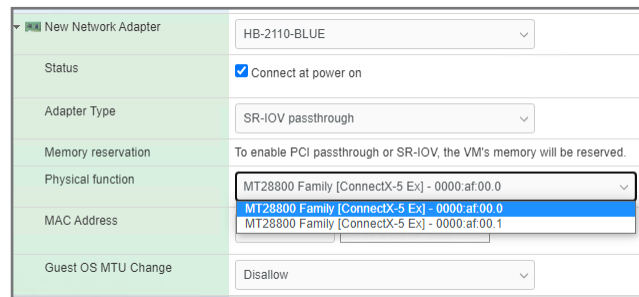 New Network Adapter
HB-2110-BLUE
Status
Connect at power on
Adapter Type
SR-IOV passthrough
Memory reservation
To enable PCI passthrough or SR-IOV, the VM's memory will be reserved.
Physical function
MT28800 Family [ConnectX-5 Ex] - 0000:af:00.0
MT28800 Family [ConnectX-5 Ex] - 0000:af:00.0
MT28800 Family [ConnectX-5 Ex] - 0000:af:00.1
MAC Address
Guest OS MTU Change
Disallow